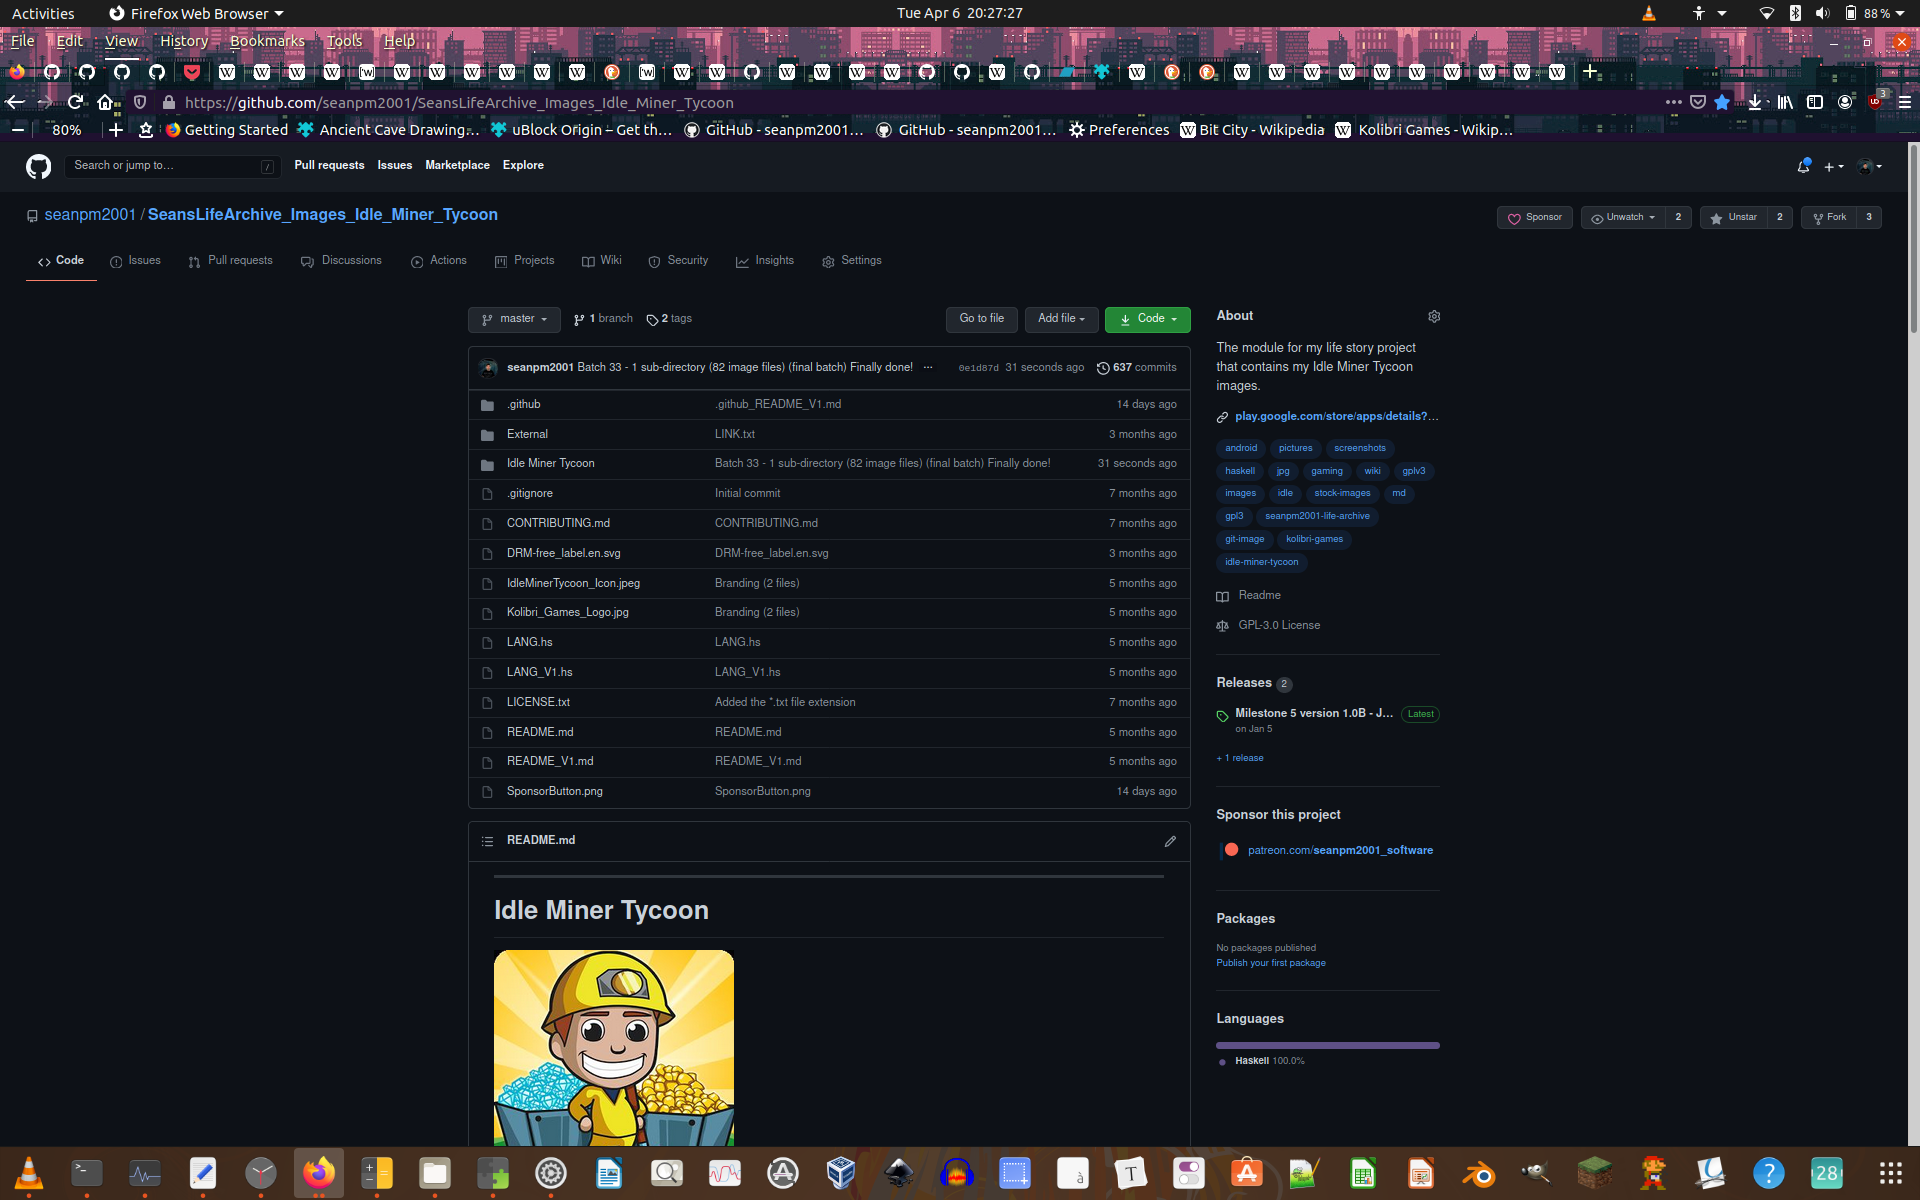 Activities Firefox Web Browser Tue Apr 6 20:27:27 88 %
File Edit View History Bookmarks Tools Help
https://github.com/seanpm2001/SeansLifeArchive_Images_Idle_Miner_Tycoon 3
80% Getting Started Ancient Cave Drawing… uBlock Origin – Get th… GitHub - seanpm2001… GitHub - seanpm2001… Preferences Bit City - Wikipedia Kolibri Games - Wikip…
Search or jump to… / Pull requests Issues Marketplace Explore
seanpm2001 / SeansLifeArchive_Images_Idle_Miner_Tycoon Sponsor Unwatch 2 Unstar 2 Fork 3
Code Issues Pull requests Discussions Actions Projects Wiki Security Insights Settings
master 1 branch 2 tags Go to file Add file Code
seanpm2001 Batch 33 - 1 sub-directory (82 image files) (final batch) Finally done! ... 0e1d87d 31 seconds ago 637 commits
.github .github_README_V1.md 14 days ago
External LINK.txt 3 months ago
Idle Miner Tycoon Batch 33 - 1 sub-directory (82 image files) (final batch) Finally done! 31 seconds ago
.gitignore Initial commit 7 months ago
CONTRIBUTING.md CONTRIBUTING.md 7 months ago
DRM-free_label.en.svg DRM-free_label.en.svg 3 months ago
IdleMinerTycoon_Icon.jpeg Branding (2 files) 5 months ago
Kolibri_Games_Logo.jpg Branding (2 files) 5 months ago
LANG.hs LANG.hs 5 months ago
LANG_V1.hs LANG_V1.hs 5 months ago
LICENSE.txt Added the *.txt file extension 7 months ago
README.md README.md 5 months ago
README_V1.md README_V1.md 5 months ago
SponsorButton.png SponsorButton.png 14 days ago
README.md
Idle Miner Tycoon
About
The module for my life story project
that contains my Idle Miner Tycoon
images.
play.google.com/store/apps/details?…
android pictures screenshots
haskell jpg gaming wiki gplv3
images idle stock-images md
gpl3 seanpm2001-life-archive
git-image kolibri-games
idle-miner-tycoon
Readme
GPL-3.0 License
Releases 2
Milestone 5 version 1.0B - J… Latest
on Jan 5
+ 1 release
Sponsor this project
patreon.com/seanpm2001_software
Packages
No packages published
Publish your first package
Languages
Haskell 100.0%
28